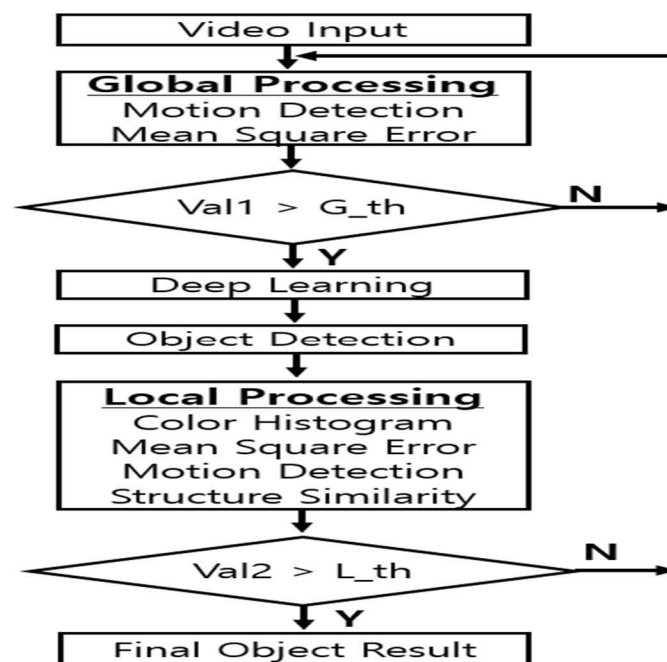 Video Input
Global Processing
Motion Detection
Mean Square Error
Val1 > G_th
N
Y
Deep Learning
Object Detection
Local Processing
Color Histogram
Mean Square Error
Motion Detection
Structure Similarity
Val2 > L_th
N
Y
Final Object Result